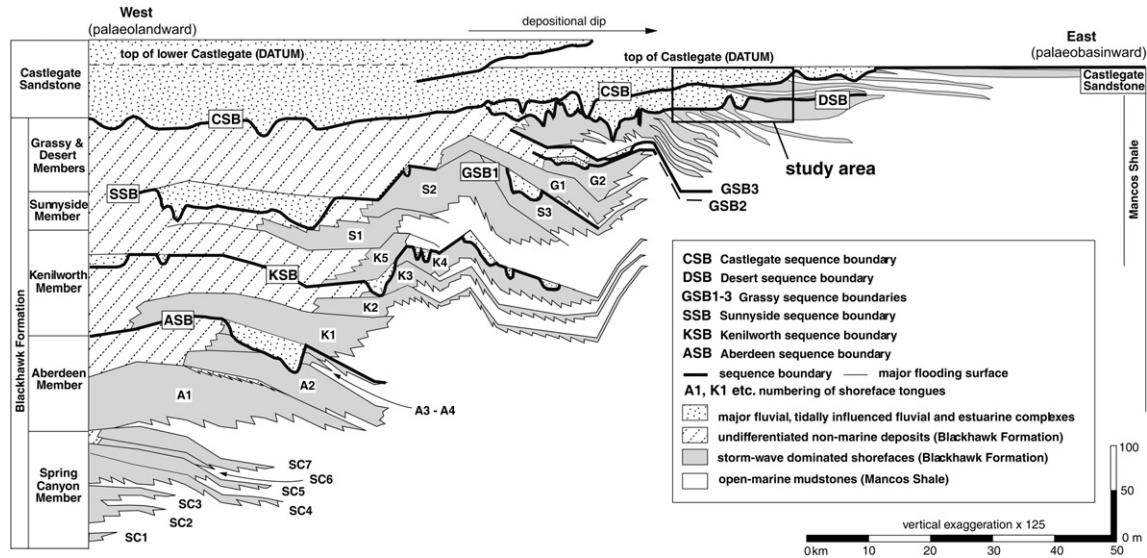 West
(palaeolandward)
depositional dip
East
(palaeobasinward)
top of lower Castlegate (DATUM)
top of Castlegate (DATUM)
Castlegate
Sandstone
Castlegate
Sandstone
CSB
CSB
DSB
study area
Mancos Shale
Blackhawk Formation
Grassy &
Desert
Members
Sunnyside
Member
Kenilworth
Member
Aberdeen
Member
Spring
Canyon
Member
SSB
S1
S2
GSB1
S3
G1
G2
GSB3
GSB2
KSB
K5
K4
K3
K2
K1
ASB
A1
A2
A3 - A4
SC7
SC6
SC5
SC4
SC3
SC2
SC1
CSB Castlegate sequence boundary
DSB Desert sequence boundary
GSB1-3 Grassy sequence boundaries
SSB Sunnyside sequence boundary
KSB Kenilworth sequence boundary
ASB Aberdeen sequence boundary
sequence boundary major flooding surface
A1, K1 etc. numbering of shoreface tongues
major fluvial, tidally influenced fluvial and estuarine complexes
undifferentiated non-marine deposits (Blackhawk Formation)
storm-wave dominated shorefaces (Blackhawk Formation)
open-marine mudstones (Mancos Shale)
vertical exaggeration x 125
100
50
0 m
0km 10 20 30 40 50